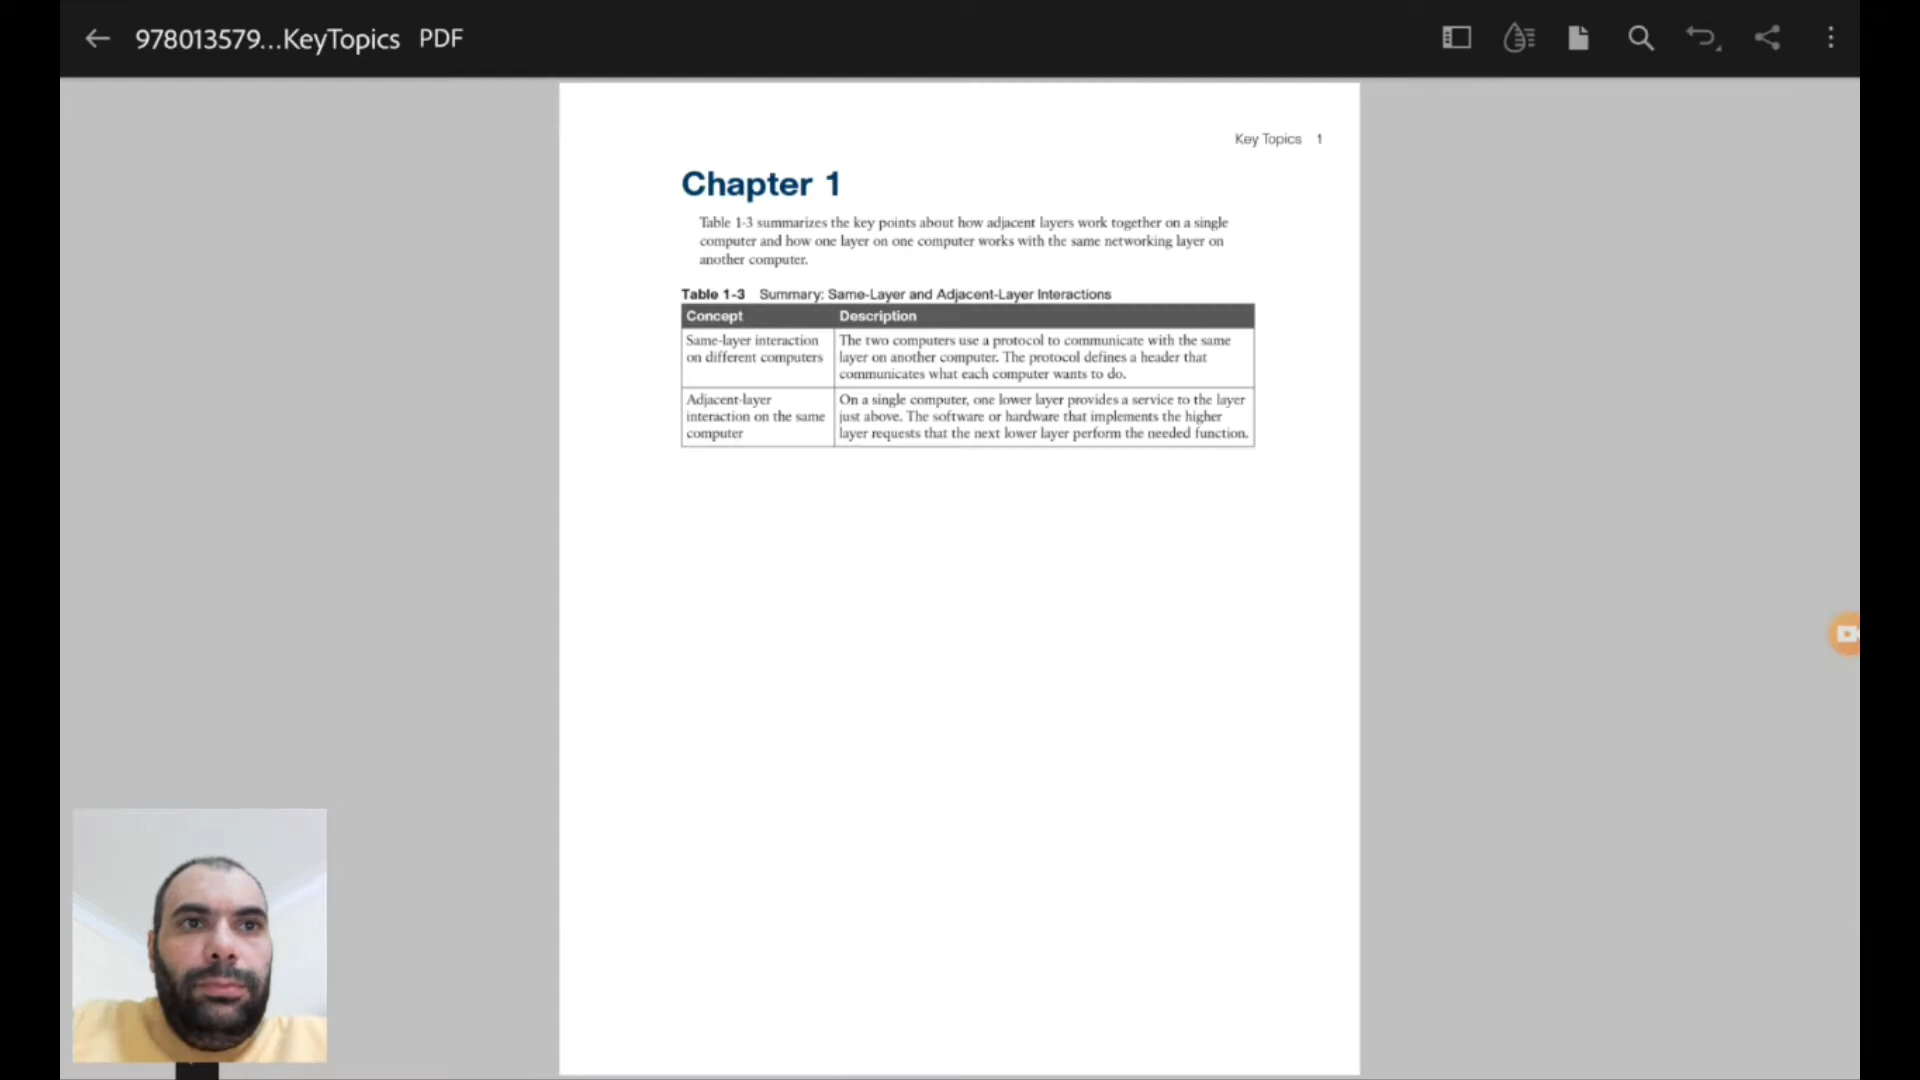 978013579...KeyTopics PDF
Key Topics 1
Chapter 1
Table 1-3 summarizes the key points about how adjacent layers work together on a single
computer and how one layer on one computer works with the same networking layer on
another computer.
Table 1-3 Summary: Same-Layer and Adjacent-Layer Interactions
Concept Description
Same-layer interaction
on different computers
The two computers use a protocol to communicate with the same
layer on another computer. The protocol defines a header that
communicates what each computer wants to do.
Adjacent-layer
interaction on the same
computer
On a single computer, one lower layer provides a service to the layer
just above. The software or hardware that implements the higher
layer requests that the next lower layer perform the needed function.